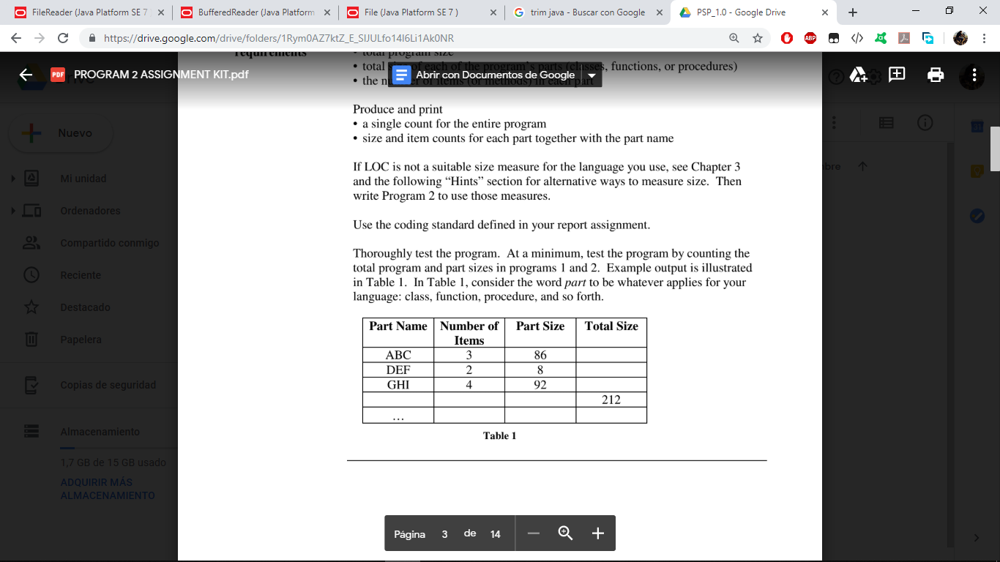 FileReader (Java Platform SE 7
BufferedReader (Java Platform
File (Java Platform SE 7 )
trim java - Buscar con Google
PSP_1.0 - Google Drive
https://drive.google.com/drive/folders/1Rym0AZ7ktZ_E_SIJULfo14l6Li1Ak0NR
ABP
requirements
• total program size
PDF
PROGRAM 2 ASSIGNMENT KIT.pdf
• total size of each of the program's parts (classes, functions, or procedures)
Abrir con Documentos de Google
• the number of items (or methods) in each part
Nuevo
Mi unidad
Ordenadores
Compartido conmigo
Reciente
Destacado
Papelera
Copias de seguridad
Almacenamiento
1,7 GB de 15 GB usado
ADQUIRIR MÁS
ALMACENAMIENTO
Produce and print
• a single count for the entire program
• size and item counts for each part together with the part name
If LOC is not a suitable size measure for the language you use, see Chapter 3
and the following “Hints” section for alternative ways to measure size. Then
write Program 2 to use those measures.
Use the coding standard defined in your report assignment.
Thoroughly test the program. At a minimum, test the program by counting the
total program and part sizes in programs 1 and 2. Example output is illustrated
in Table 1. In Table 1, consider the word part to be whatever applies for your
language: class, function, procedure, and so forth.
Part Name Number of Part Size Total Size
Items
ABC 3 86
DEF 2 8
GHI 4 92
212
…
Table 1
Página 3 de 14